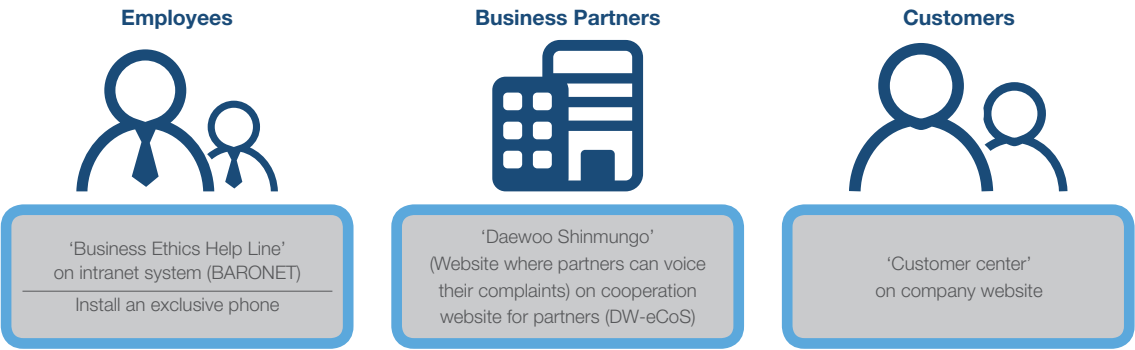 Employees
Business Partners
Customers
‘Business Ethics Help Line’
on intranet system (BARONET)
Install an exclusive phone
‘Daewoo Shinmungo’
(Website where partners can voice
their complaints) on cooperation
website for partners (DW-eCoS)
‘Customer center’
on company website